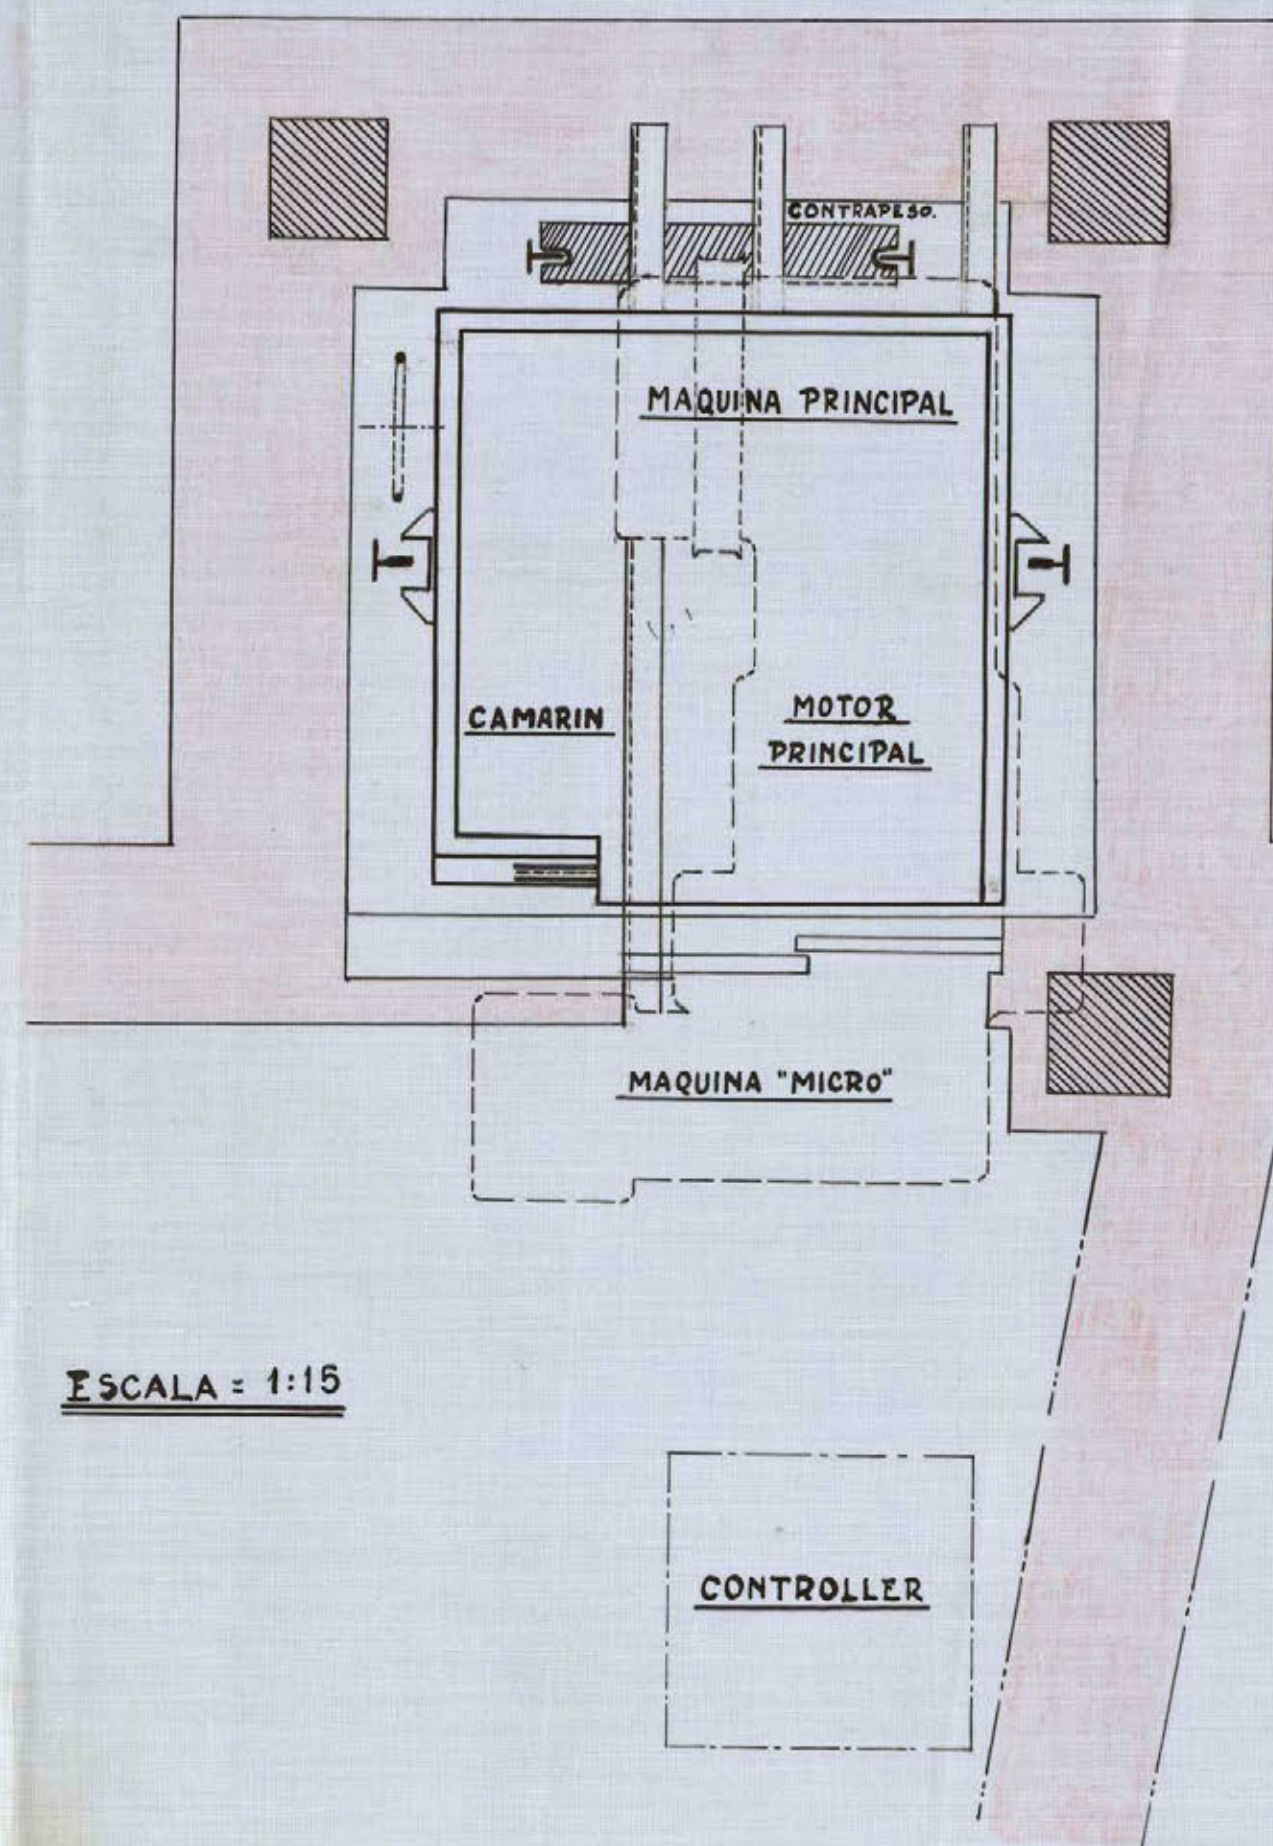 CONTRAPESO.
MAQUINA PRINCIPAL
CAMARIN
MOTOR
PRINCIPAL
MAQUINA "MICRO"
ESCALA = 1:15
CONTROLLER